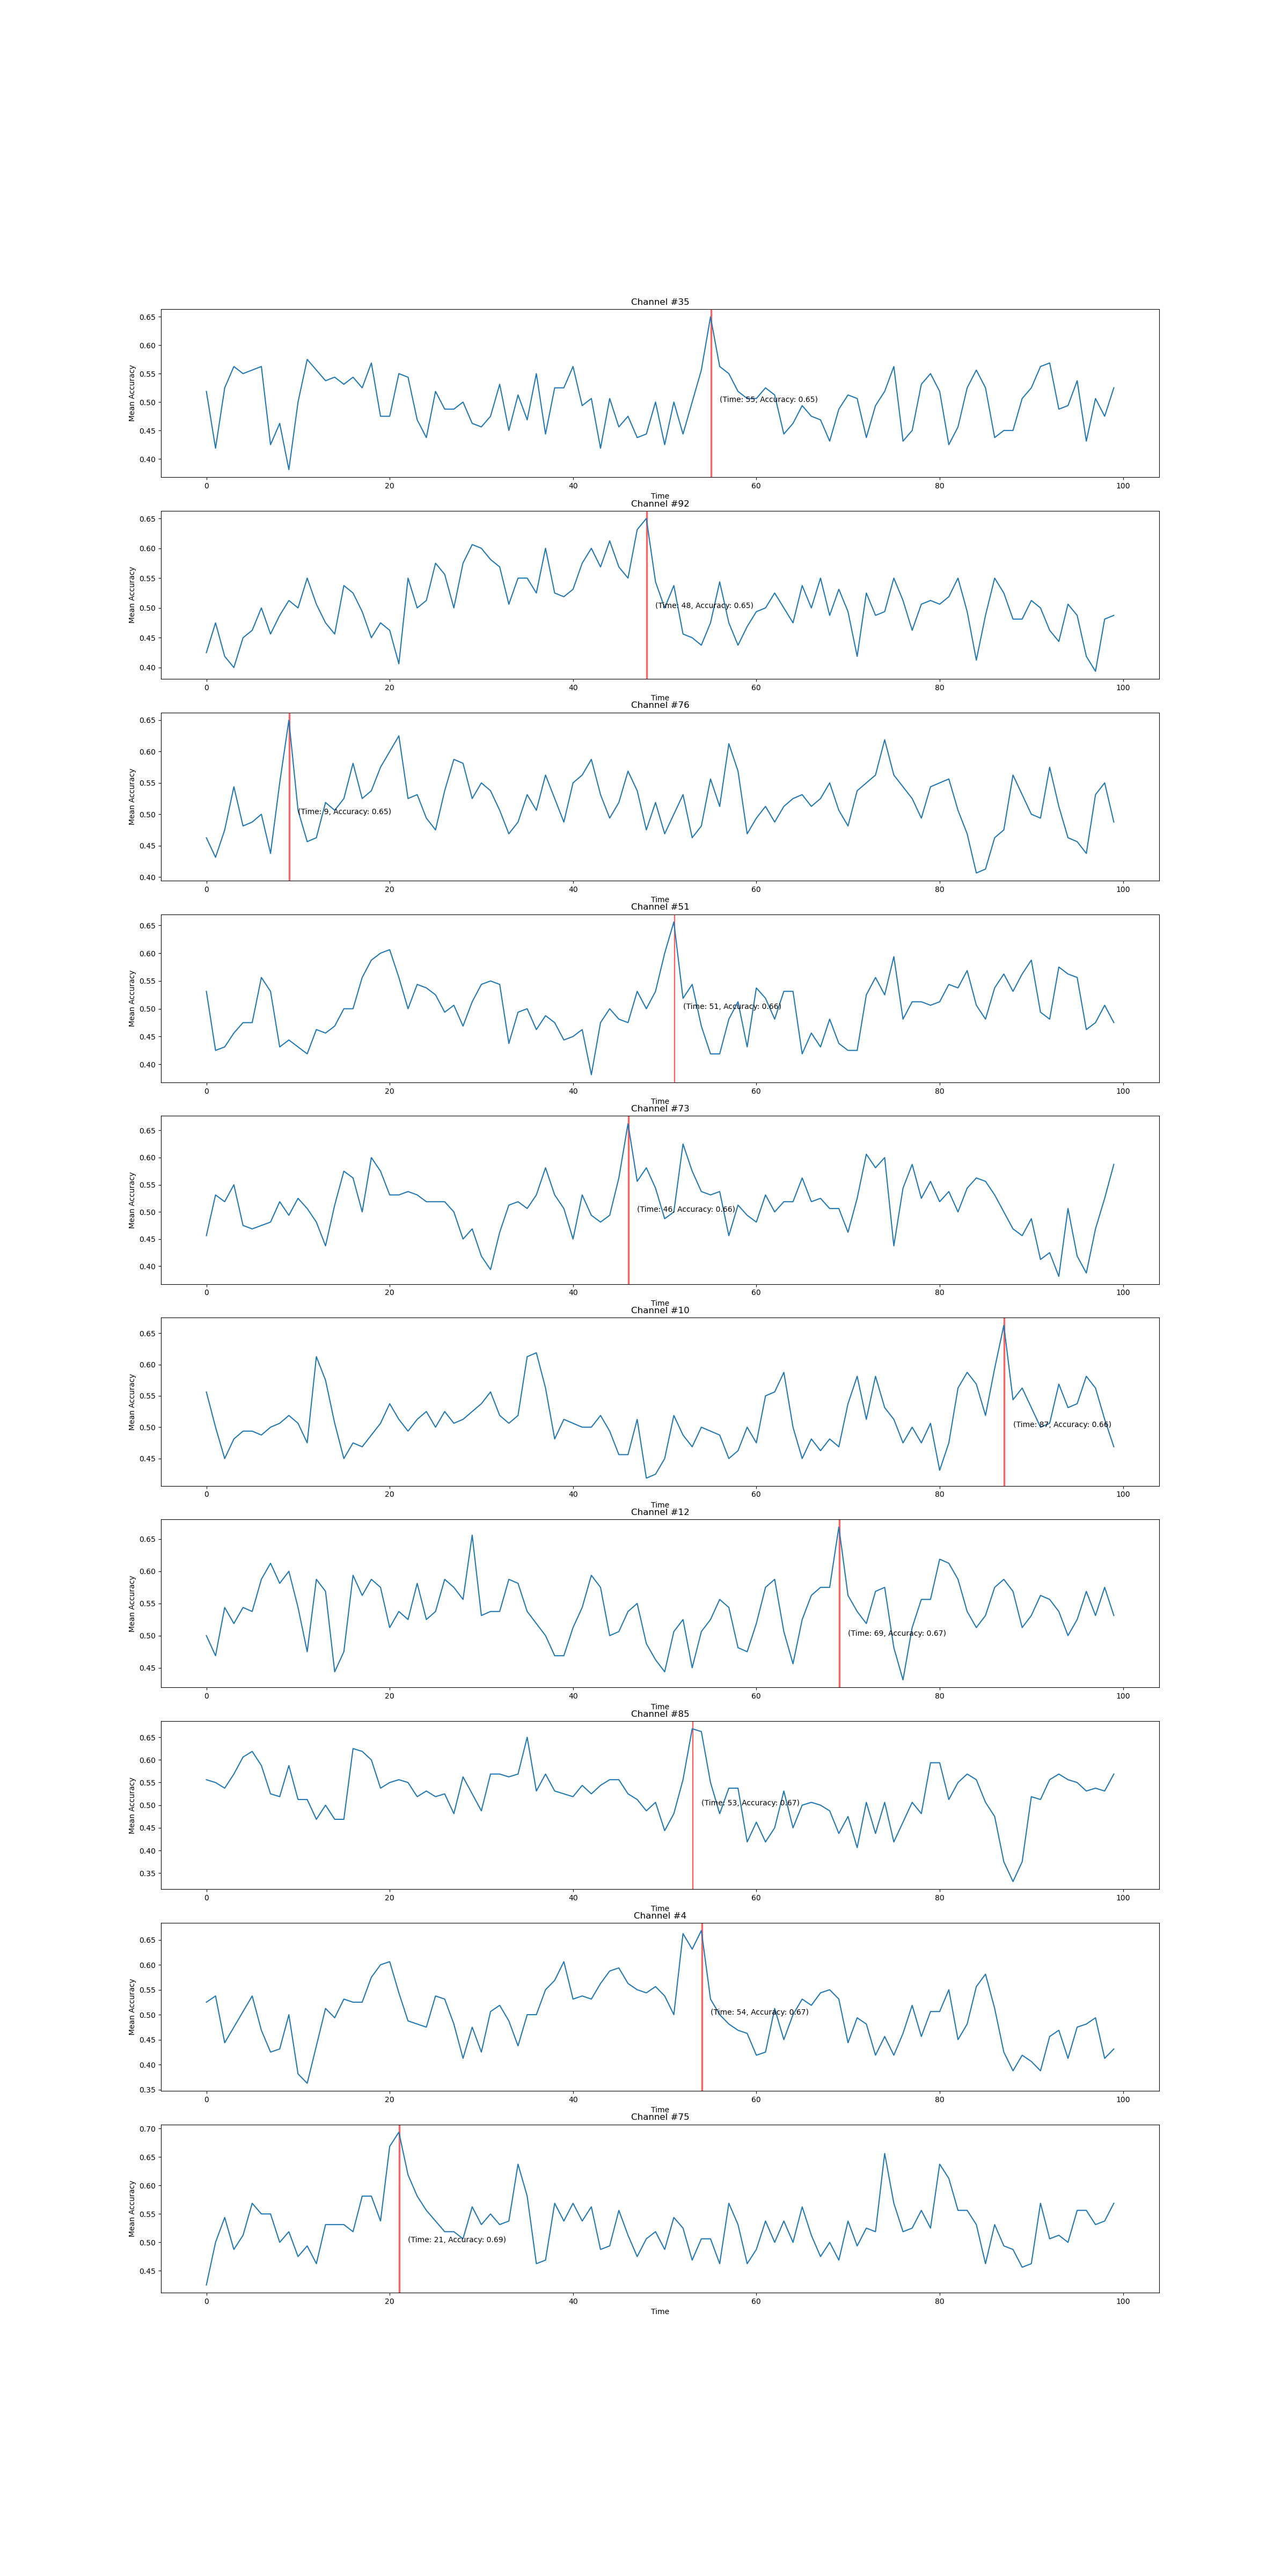 Channel #35
0.65
0.60
0.55
0.50
0.45
0.40
Mean Accuracy
(Time: 55, Accuracy: 0.65)
0 20 40 60 80 100
Time
Channel #92
0.65
0.60
0.55
0.50
0.45
0.40
Mean Accuracy
(Time: 48, Accuracy: 0.65)
0 20 40 60 80 100
Time
Channel #76
0.65
0.60
0.55
0.50
0.45
0.40
Mean Accuracy
(Time: 9, Accuracy: 0.65)
0 20 40 60 80 100
Time
Channel #51
0.65
0.60
0.55
0.50
0.45
0.40
Mean Accuracy
(Time: 51, Accuracy: 0.66)
0 20 40 60 80 100
Time
Channel #73
0.65
0.60
0.55
0.50
0.45
0.40
Mean Accuracy
(Time: 46, Accuracy: 0.66)
0 20 40 60 80 100
Time
Channel #10
0.65
0.60
0.55
0.50
0.45
Mean Accuracy
(Time: 87, Accuracy: 0.66)
0 20 40 60 80 100
Time
Channel #12
0.65
0.60
0.55
0.50
0.45
Mean Accuracy
(Time: 69, Accuracy: 0.67)
0 20 40 60 80 100
Time
Channel #85
0.65
0.60
0.55
0.50
0.45
0.40
0.35
Mean Accuracy
(Time: 53, Accuracy: 0.67)
0 20 40 60 80 100
Time
Channel #4
0.65
0.60
0.55
0.50
0.45
0.40
0.35
Mean Accuracy
(Time: 54, Accuracy: 0.67)
0 20 40 60 80 100
Time
Channel #75
0.70
0.65
0.60
0.55
0.50
0.45
Mean Accuracy
(Time: 21, Accuracy: 0.69)
0 20 40 60 80 100
Time